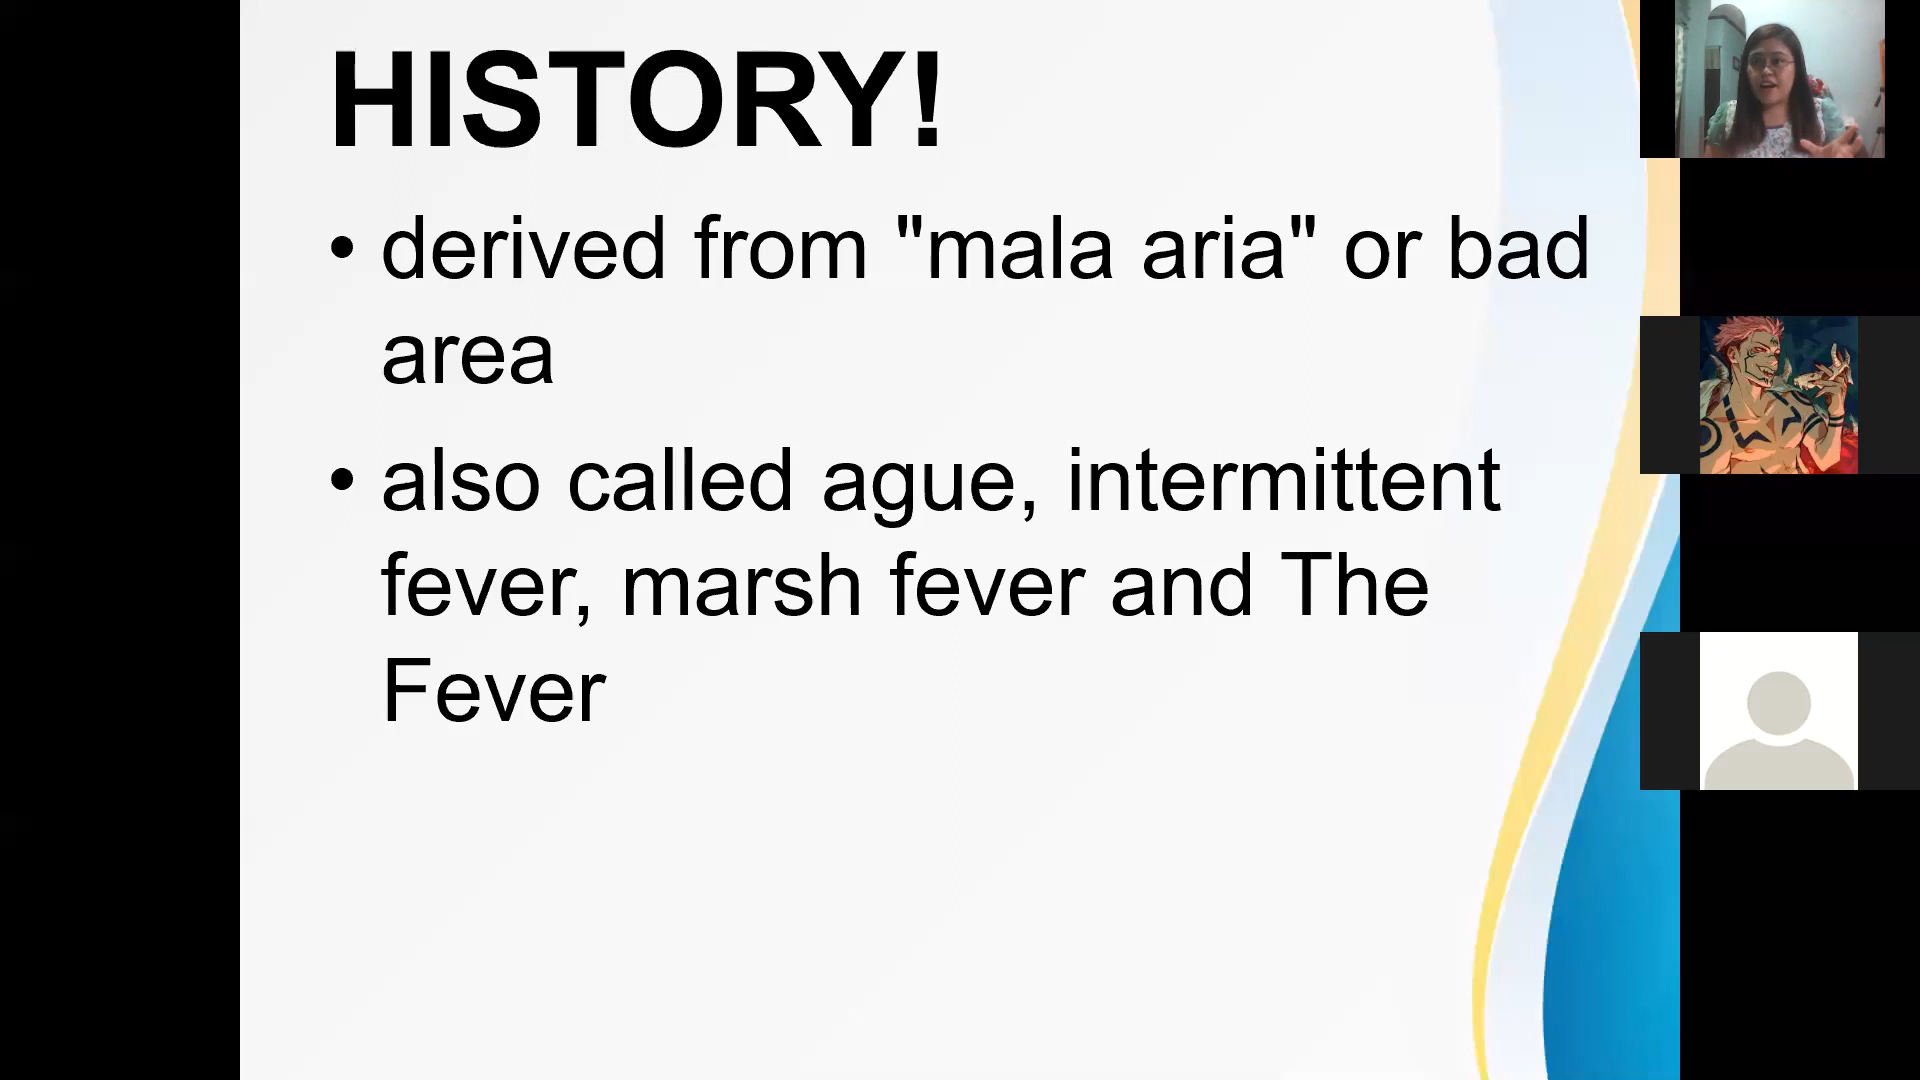 HISTORY!
• derived from "mala aria" or bad
area
• also called ague, intermittent
fever, marsh fever and The
Fever